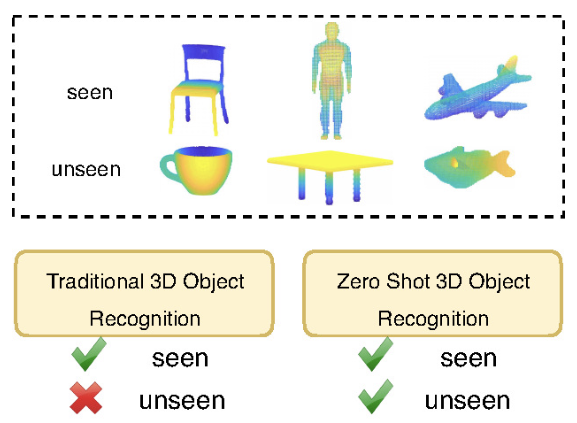 seen
unseen
Traditional 3D Object
Recognition
Zero Shot 3D Object
Recognition
seen
unseen
seen
unseen